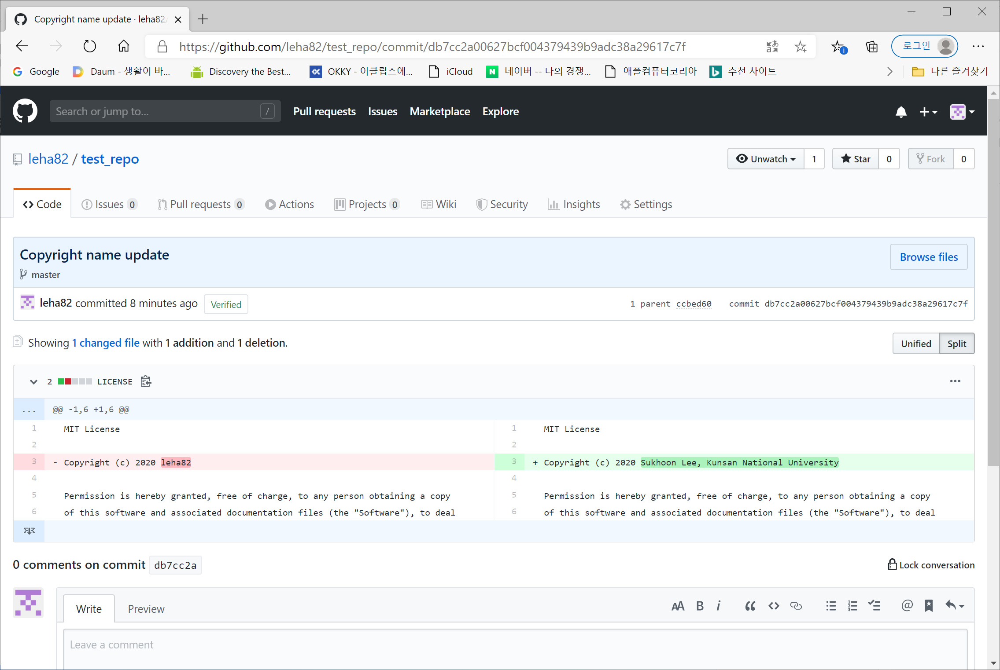 Copyright name update · leha82/
https://github.com/leha82/test_repo/commit/db7cc2a00627bcf004379439b9adc38a29617c7f
로그인
Google
Daum - 생활이 바...
Discovery the Best...
OKKY - 이클립스에...
iCloud
네이버 -- 나의 경쟁...
애플컴퓨터코리아
추천 사이트
다른 즐겨찾기
Search or jump to... /
Pull requests Issues Marketplace Explore
leha82 / test_repo
Unwatch 1 Star 0 Fork 0
Code Issues 0 Pull requests 0 Actions Projects 0 Wiki Security Insights Settings
Copyright name update
Browse files
master
leha82 committed 8 minutes ago Verified
1 parent ccbed60 commit db7cc2a00627bcf004379439b9adc38a29617c7f
Showing 1 changed file with 1 addition and 1 deletion.
Unified Split
2 LICENSE
... @@ -1,6 +1,6 @@
1 MIT License 1 MIT License
2 2
3 - Copyright (c) 2020 leha82 3 + Copyright (c) 2020 Sukhoon Lee, Kunsan National University
4 4
5 Permission is hereby granted, free of charge, to any person obtaining a copy 5 Permission is hereby granted, free of charge, to any person obtaining a copy
6 of this software and associated documentation files (the "Software"), to deal 6 of this software and associated documentation files (the "Software"), to deal
0 comments on commit db7cc2a
Lock conversation
Write Preview
Leave a comment